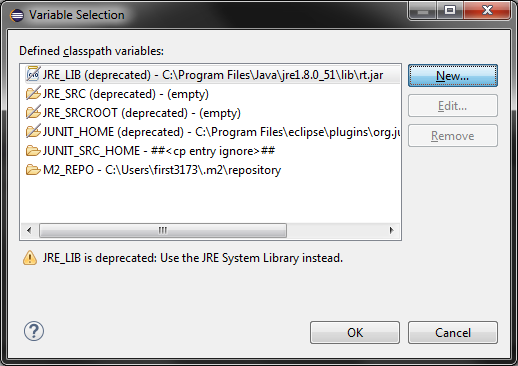 Variable Selection
Defined classpath variables:
JRE_LIB (deprecated) - C:\Program Files\Java\jre1.8.0_51\lib\rt.jar
JRE_SRC (deprecated) - (empty)
JRE_SRCROOT (deprecated) - (empty)
JUNIT_HOME (deprecated) - C:\Program Files\eclipse\plugins\org.ju
JUNIT_SRC_HOME - ##<cp entry ignore>##
M2_REPO - C:\Users\first3173\.m2\repository
New...
Edit...
Remove
JRE_LIB is deprecated: Use the JRE System Library instead.
OK
Cancel